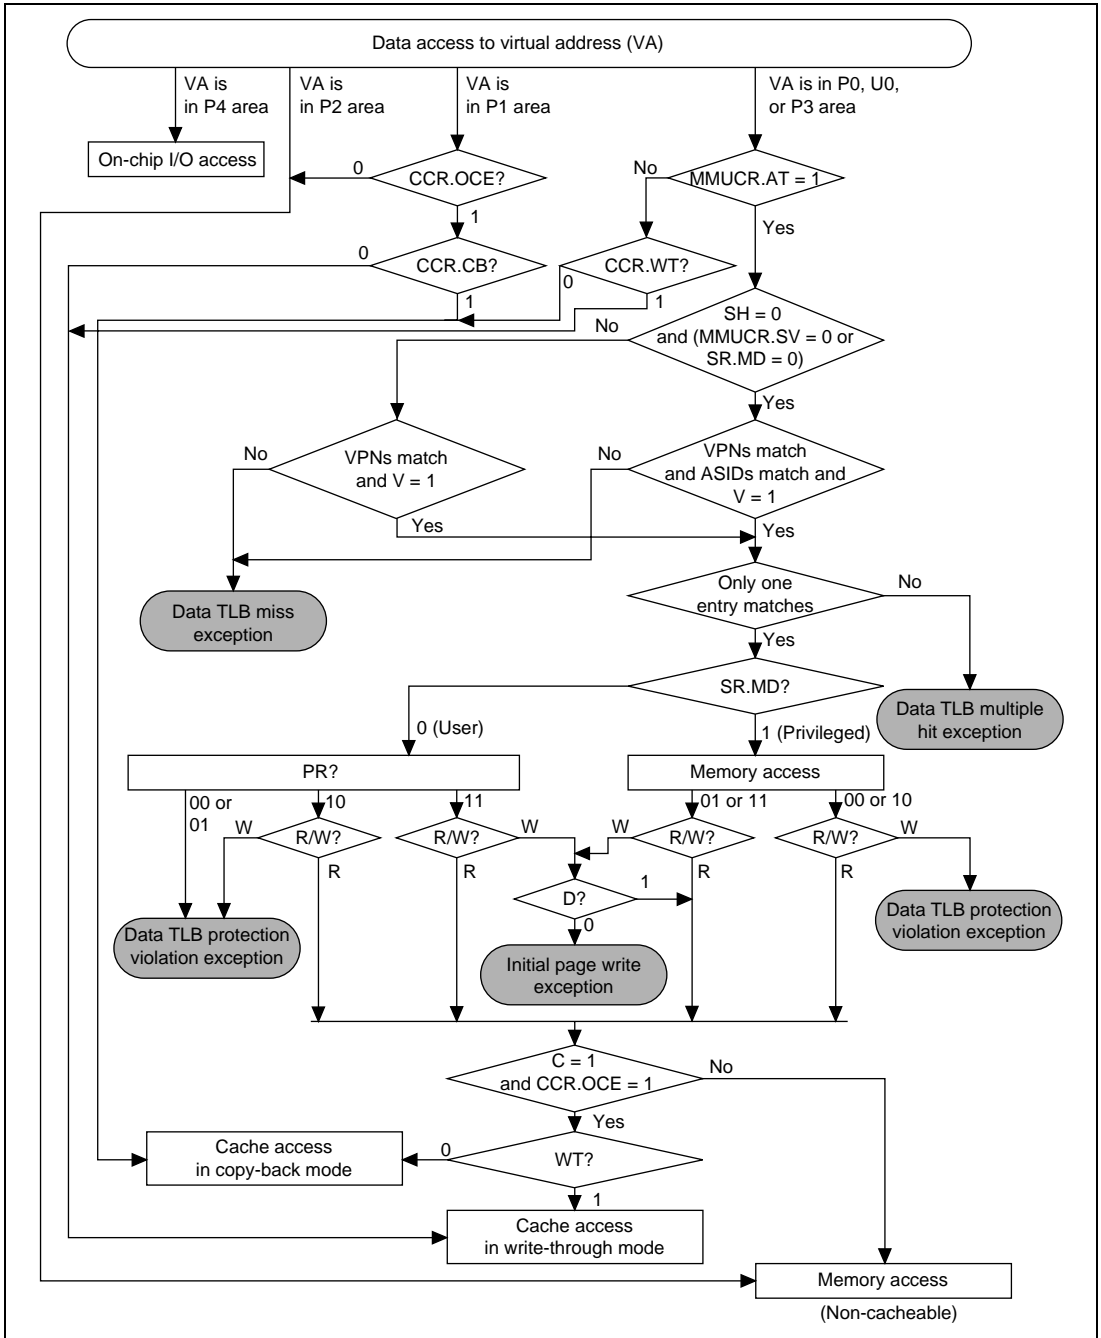 Data access to virtual address (VA)
VA is
in P4 area
VA is
in P2 area
VA is
in P1 area
VA is in P0, U0,
or P3 area
On-chip I/O access
0
CCR.OCE?
No
MMUCR.AT = 1
1
Yes
0
CCR.CB?
0
CCR.WT?
1
1
No
SH = 0
and (MMUCR.SV = 0 or
SR.MD = 0)
Yes
No
VPNs match
and V = 1
No
VPNs match
and ASIDs match and
V = 1
Yes
Yes
Only one
entry matches
No
Data TLB miss
exception
Yes
SR.MD?
Data TLB multiple
hit exception
0 (User)
1 (Privileged)
PR?
Memory access
00 or
01
10
11
01 or 11
00 or 10
W
R/W?
R/W?
W
W
R/W?
R/W?
W
R
R
R
R
D?
1
0
Data TLB protection
violation exception
Initial page write
exception
Data TLB protection
violation exception
C = 1
and CCR.OCE = 1
No
Yes
Cache access
in copy-back mode
0
WT?
1
Cache access
in write-through mode
Memory access
(Non-cacheable)